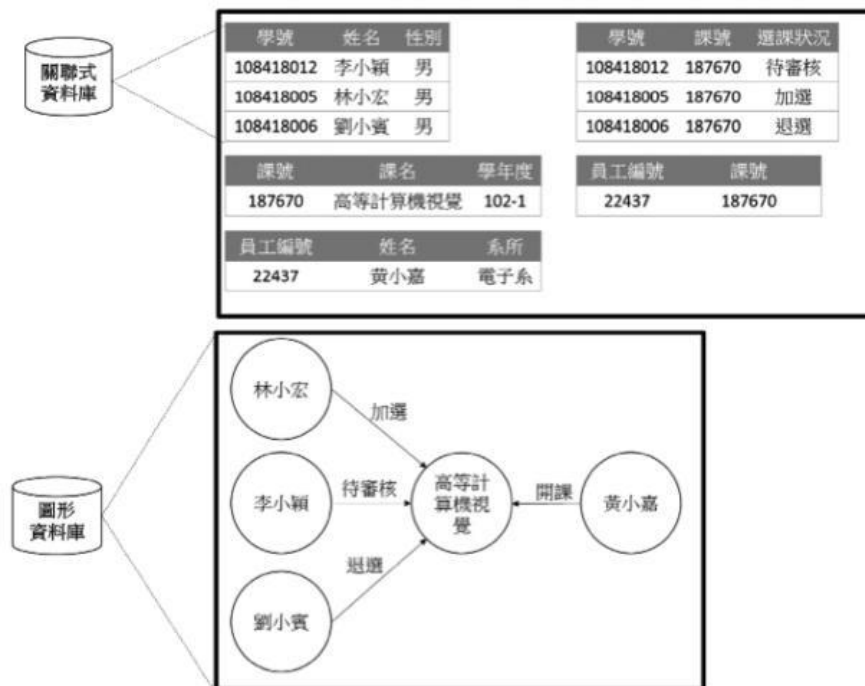 關聯式
資料庫
學號 姓名 性別
108418012 李小穎 男
108418005 林小宏 男
108418006 劉小賓 男
學號 課號 選課狀況
108418012 187670 待審核
108418005 187670 加選
108418006 187670 退選
課號 課名 學年度
187670 高等計算機視覺 102-1
員工編號 課號
22437 187670
員工編號 姓名 系所
22437 黃小嘉 電子系
圖形
資料庫
林小宏
加選
李小穎
待審核
高等計
算機視
覺
開課
黃小嘉
退選
劉小賓